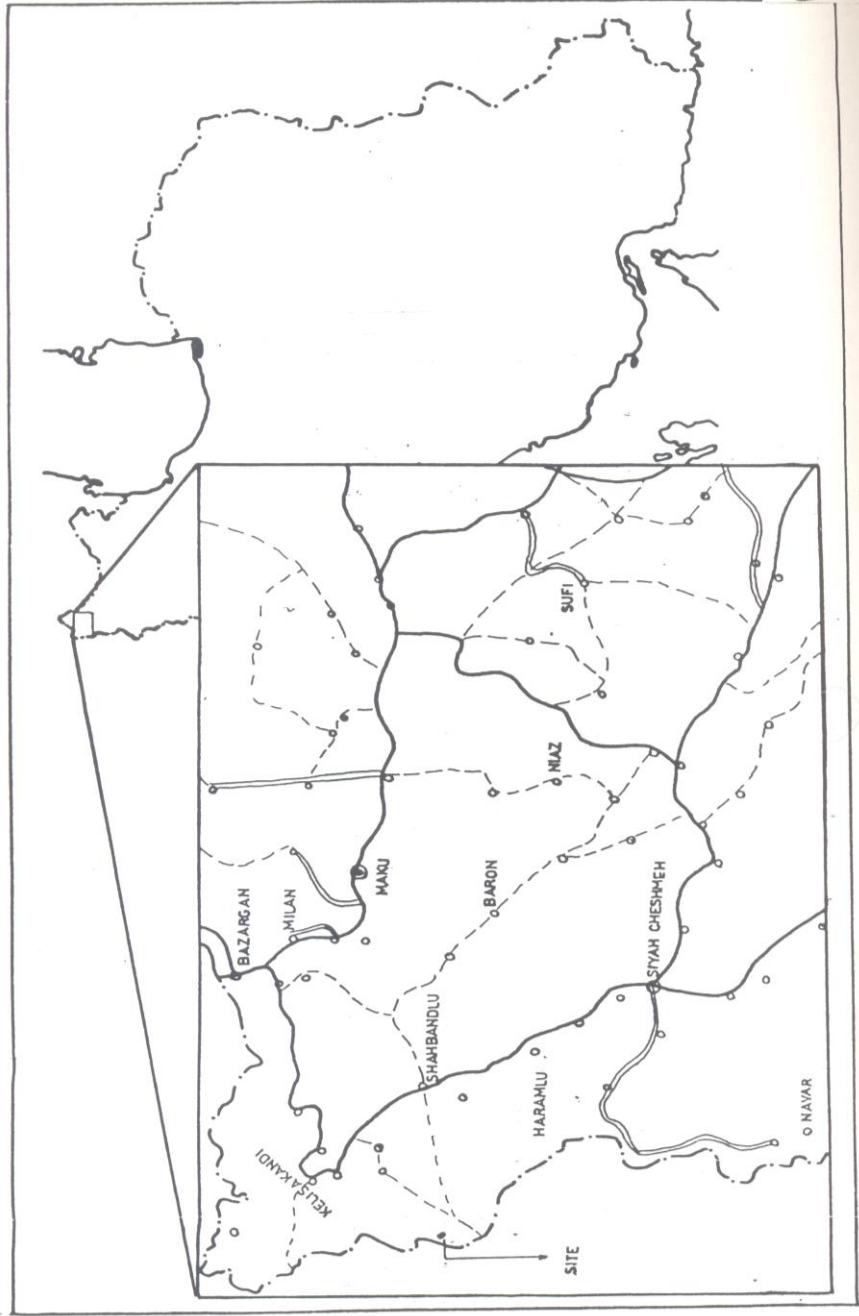 BAZARGAN
MILAN
MAKU
KELISAKANDI
SHAHBANDLU
BARON
NIAZ
SUFI
HARAMLU
SIYAH CHESHMEH
NAVAR
SITE